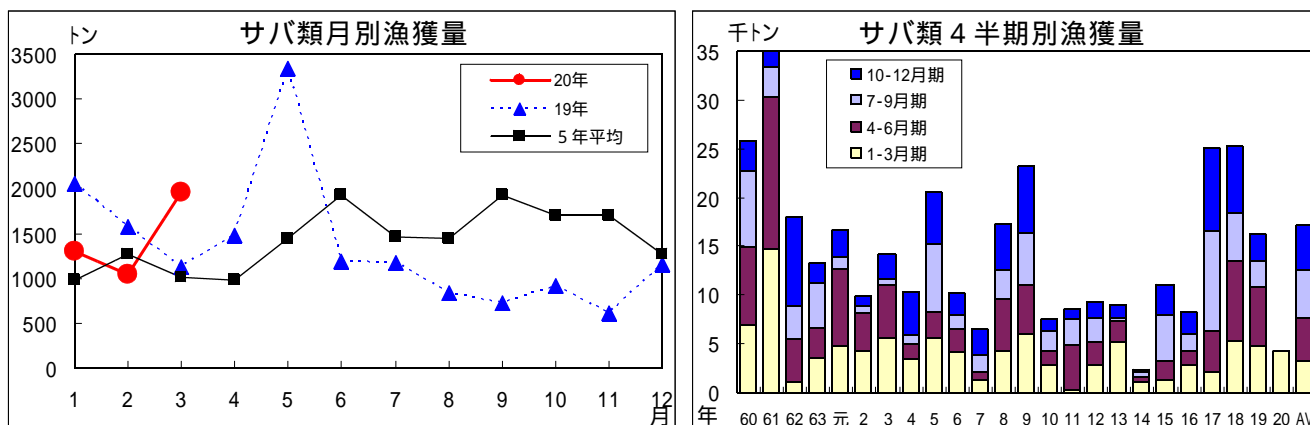 トン
サバ類月別漁獲量
3500
3000
2500
2000
1500
1000
500
0
20年
19年
5年平均
1 2 3 4 5 6 7 8 9 10 11 12
月
千トン
サバ類4半期別漁獲量
35
30
25
20
15
10
5
0
10-12月期
7-9月期
4-6月期
1-3月期
年
60 61 62 63 元 2 3 4 5 6 7 8 9 10 11 12 13 14 15 16 17 18 19 20 AV